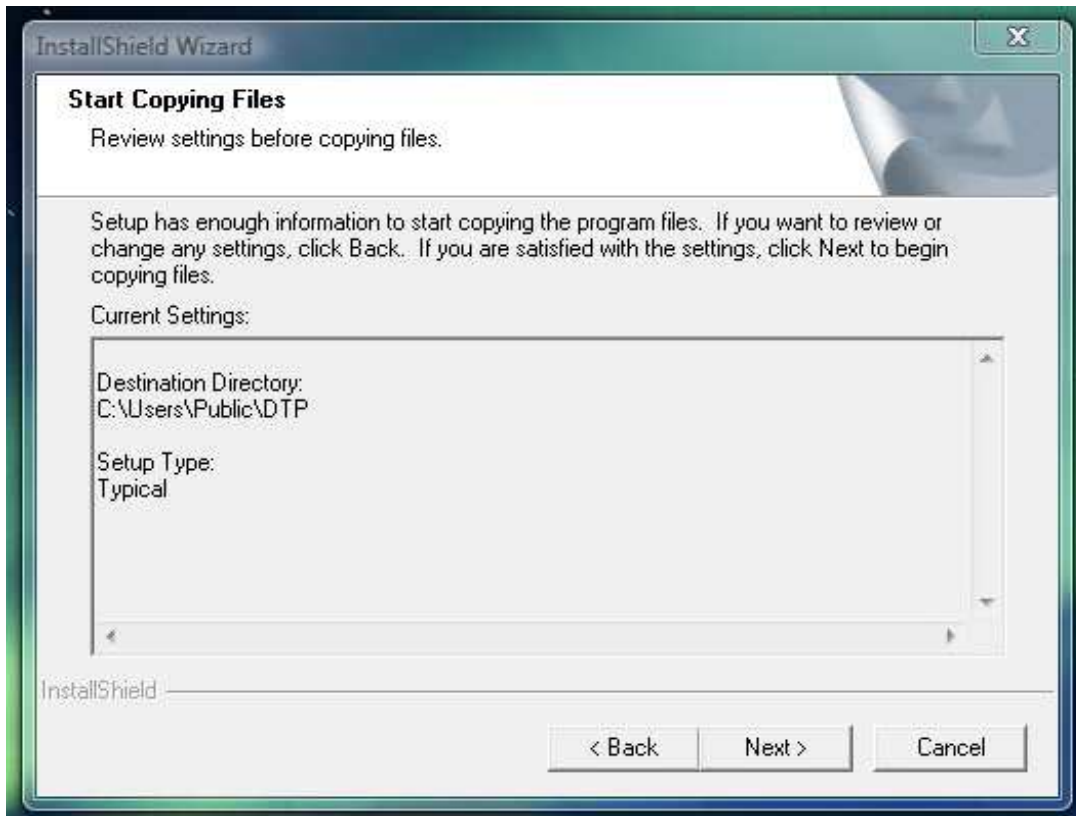 InstallShield Wizard
Start Copying Files
Review settings before copying files.
Setup has enough information to start copying the program files. If you want to review or
change any settings, click Back. If you are satisfied with the settings, click Next to begin
copying files.
Current Settings:
Destination Directory:
C:\Users\Public\DTP
Setup Type:
Typical
InstallShield
< Back Next > Cancel